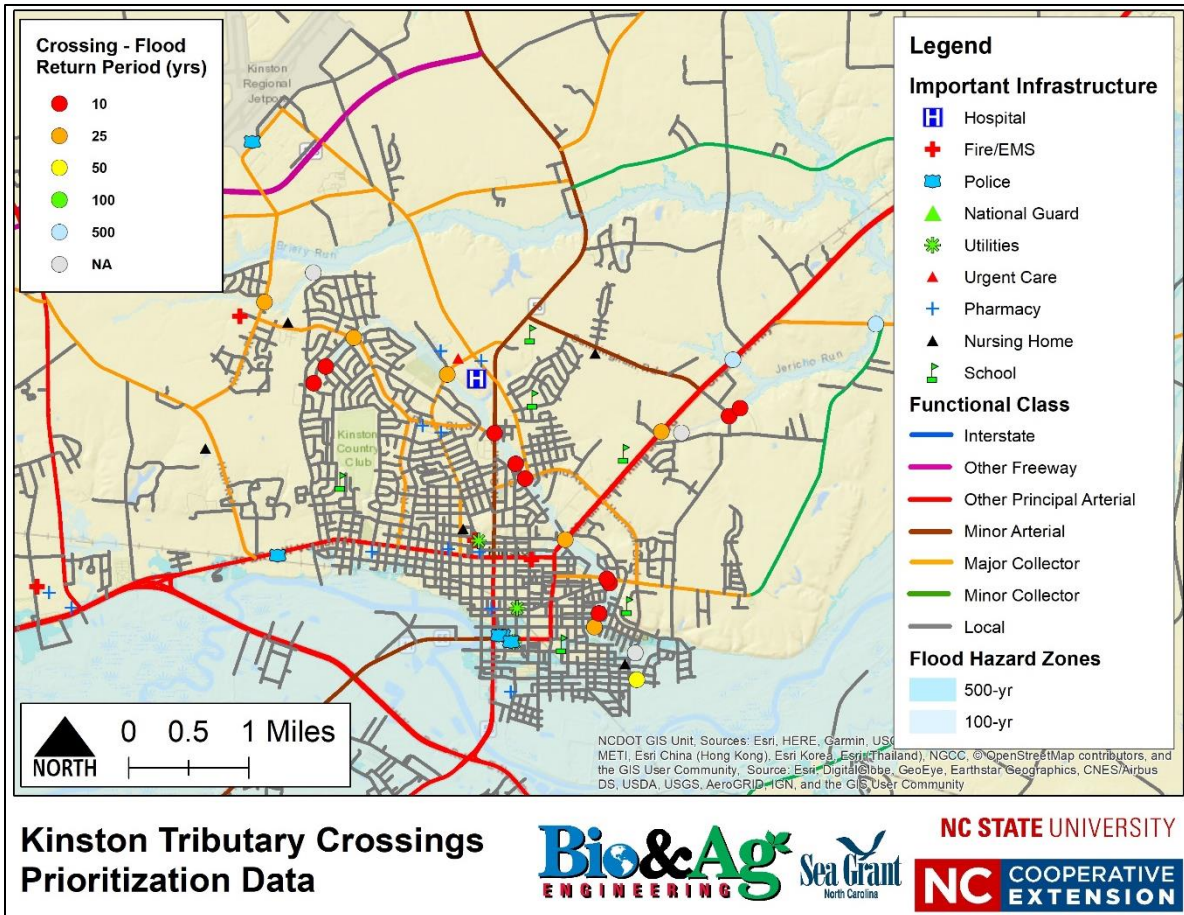 Crossing - Flood
Return Period (yrs)
10
25
50
100
500
NA
Kinston
Regional
Jetpo
Briery Run
Jericho Run
Kinston
Country
Club
Legend
Important Infrastructure
Hospital
Fire/EMS
Police
National Guard
Utilities
Urgent Care
Pharmacy
Nursing Home
School
Functional Class
Interstate
Other Freeway
Other Principal Arterial
Minor Arterial
Major Collector
Minor Collector
Local
Flood Hazard Zones
500-yr
100-yr
NORTH
0 0.5 1 Miles
NCDOT GIS Unit, Sources: Esri, HERE, Garmin, USG
METI, Esri China (Hong Kong), Esri Korea, Esri (Thailand), NGCC, © OpenStreetMap contributors, and
the GIS User Community, Source: Esri, DigitalGlobe, GeoEye, Earthstar Geographics, CNES/Airbus
DS, USDA, USGS, AeroGRID, IGN, and the GIS User Community
Kinston Tributary Crossings
Prioritization Data
Bio&Ag
ENGINEERING
Sea Grant
North Carolina
NC STATE UNIVERSITY
NC COOPERATIVE
EXTENSION